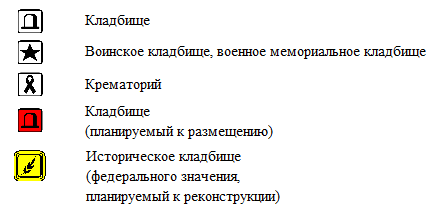 Кладбище
Воинское кладбище, военное мемориальное кладбище
Крематорий
Кладбище
(планируемый к размещению)
Историческое кладбище
(федерального значения,
планируемый к реконструкции)